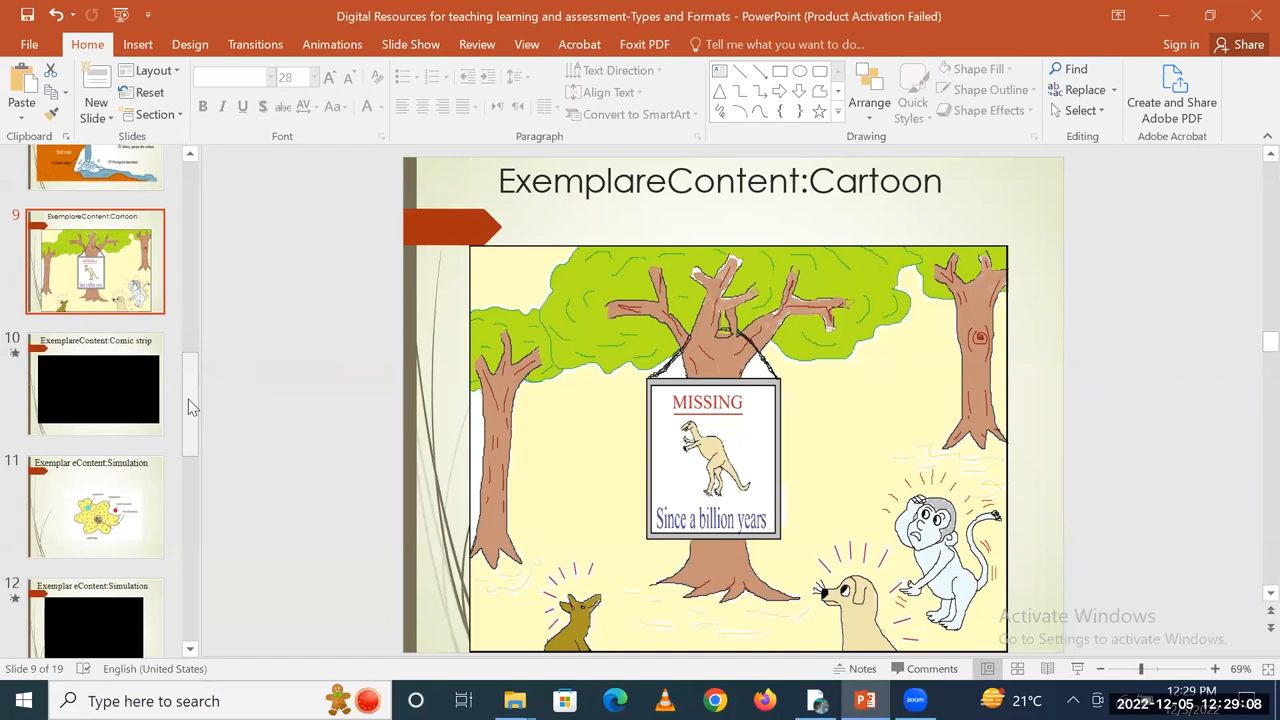 Digital Resources for teaching learning and assessment-Types and Formats - PowerPoint (Product Activation Failed)
File Home Insert Design Transitions Animations Slide Show Review View Acrobat Foxit PDF Tell me what you want to do... Sign in Share
Paste
Clipboard
New Slide
Layout
Reset
Section
Slides
28
B I U S abc AV Aa A
Font
Text Direction
Align Text
Convert to SmartArt
Paragraph
Arrange
Quick Styles
Shape Fill
Shape Outline
Shape Effects
Drawing
Find
Replace
Select
Editing
Create and Share
Adobe PDF
Adobe Acrobat
9
ExemplareContent:Cartoon
10
ExemplareContent:Comic strip
11
Exemplar eContent:Simulation
12
Exemplar eContent:Simulation
ExemplareContent:Cartoon
MISSING
Since a billion years
Activate Windows
Go to Settings to activate Windows.
Slide 9 of 19 English (United States) Notes Comments 69%
Type here to search
zoom
21°C
12:29 PM
2022-12-05 12:29:08